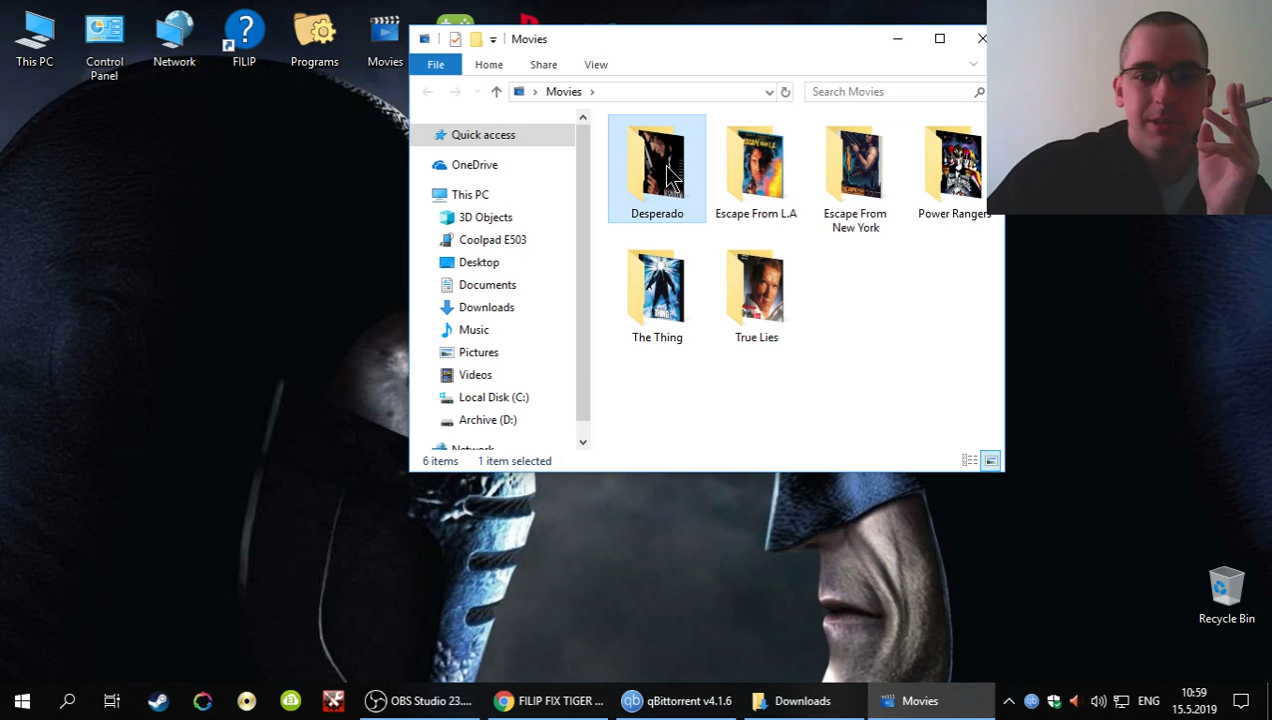 Movies
File Home Share View
Movies
Search Movies
This PC
Control Panel
Network
FILIP
Programs
Movies
Quick access
OneDrive
This PC
3D Objects
Coolpad E503
Desktop
Documents
Downloads
Music
Pictures
Videos
Local Disk (C:)
Archive (D:)
Network
Desperado
Escape From L.A
Escape From
New York
Power Rangers
The Thing
True Lies
6 items 1 item selected
Recycle Bin
OBS Studio 23....
FILIP FIX TIGER ...
qBittorrent v4.1.6
Downloads
Movies
ENG
10:59
15.5.2019